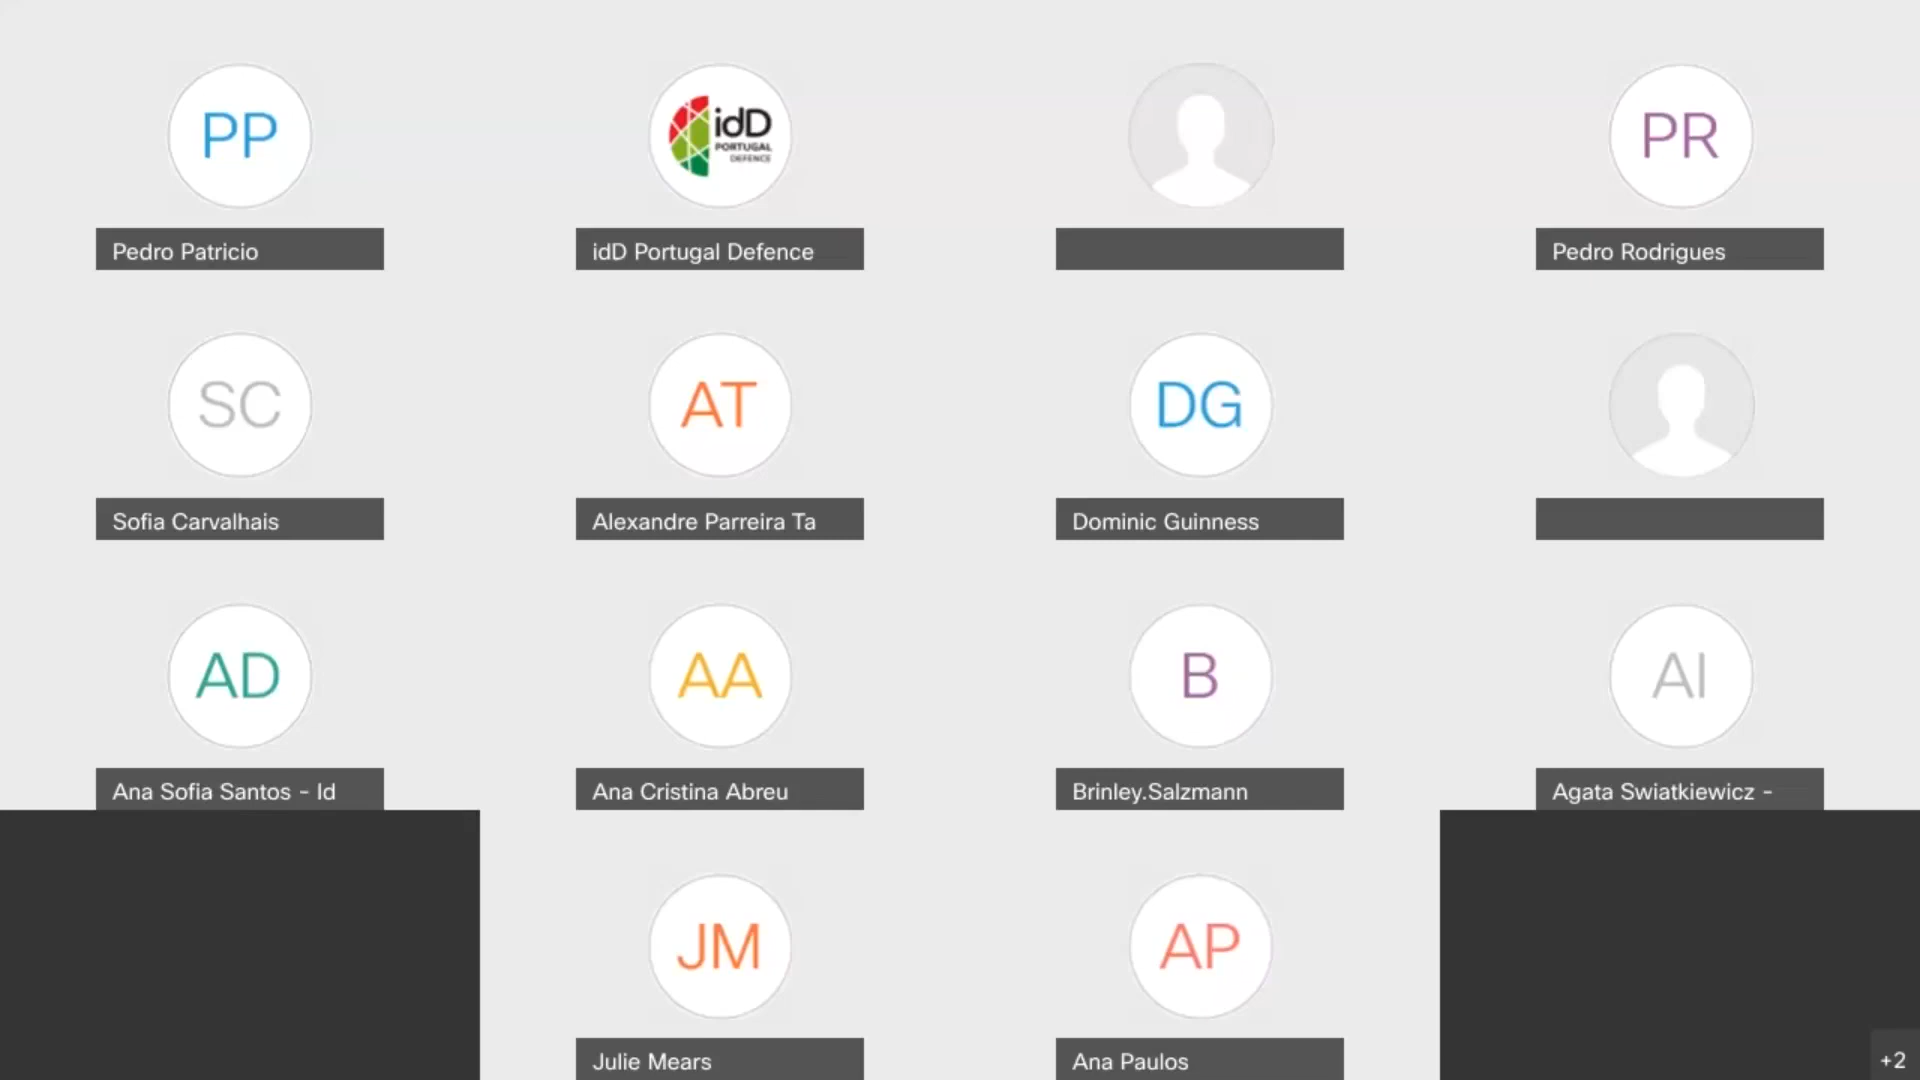 PP
idD
PORTUGAL
DEFENCE
PR
Pedro Patricio
idD Portugal Defence
Pedro Rodrigues
SC
AT
DG
Sofia Carvalhais
Alexandre Parreira Ta
Dominic Guinness
AD
AA
B
AI
Ana Sofia Santos - Id
Ana Cristina Abreu
Brinley.Salzmann
Agata Swiatkiewicz -
JM
AP
Julie Mears
Ana Paulos
+2